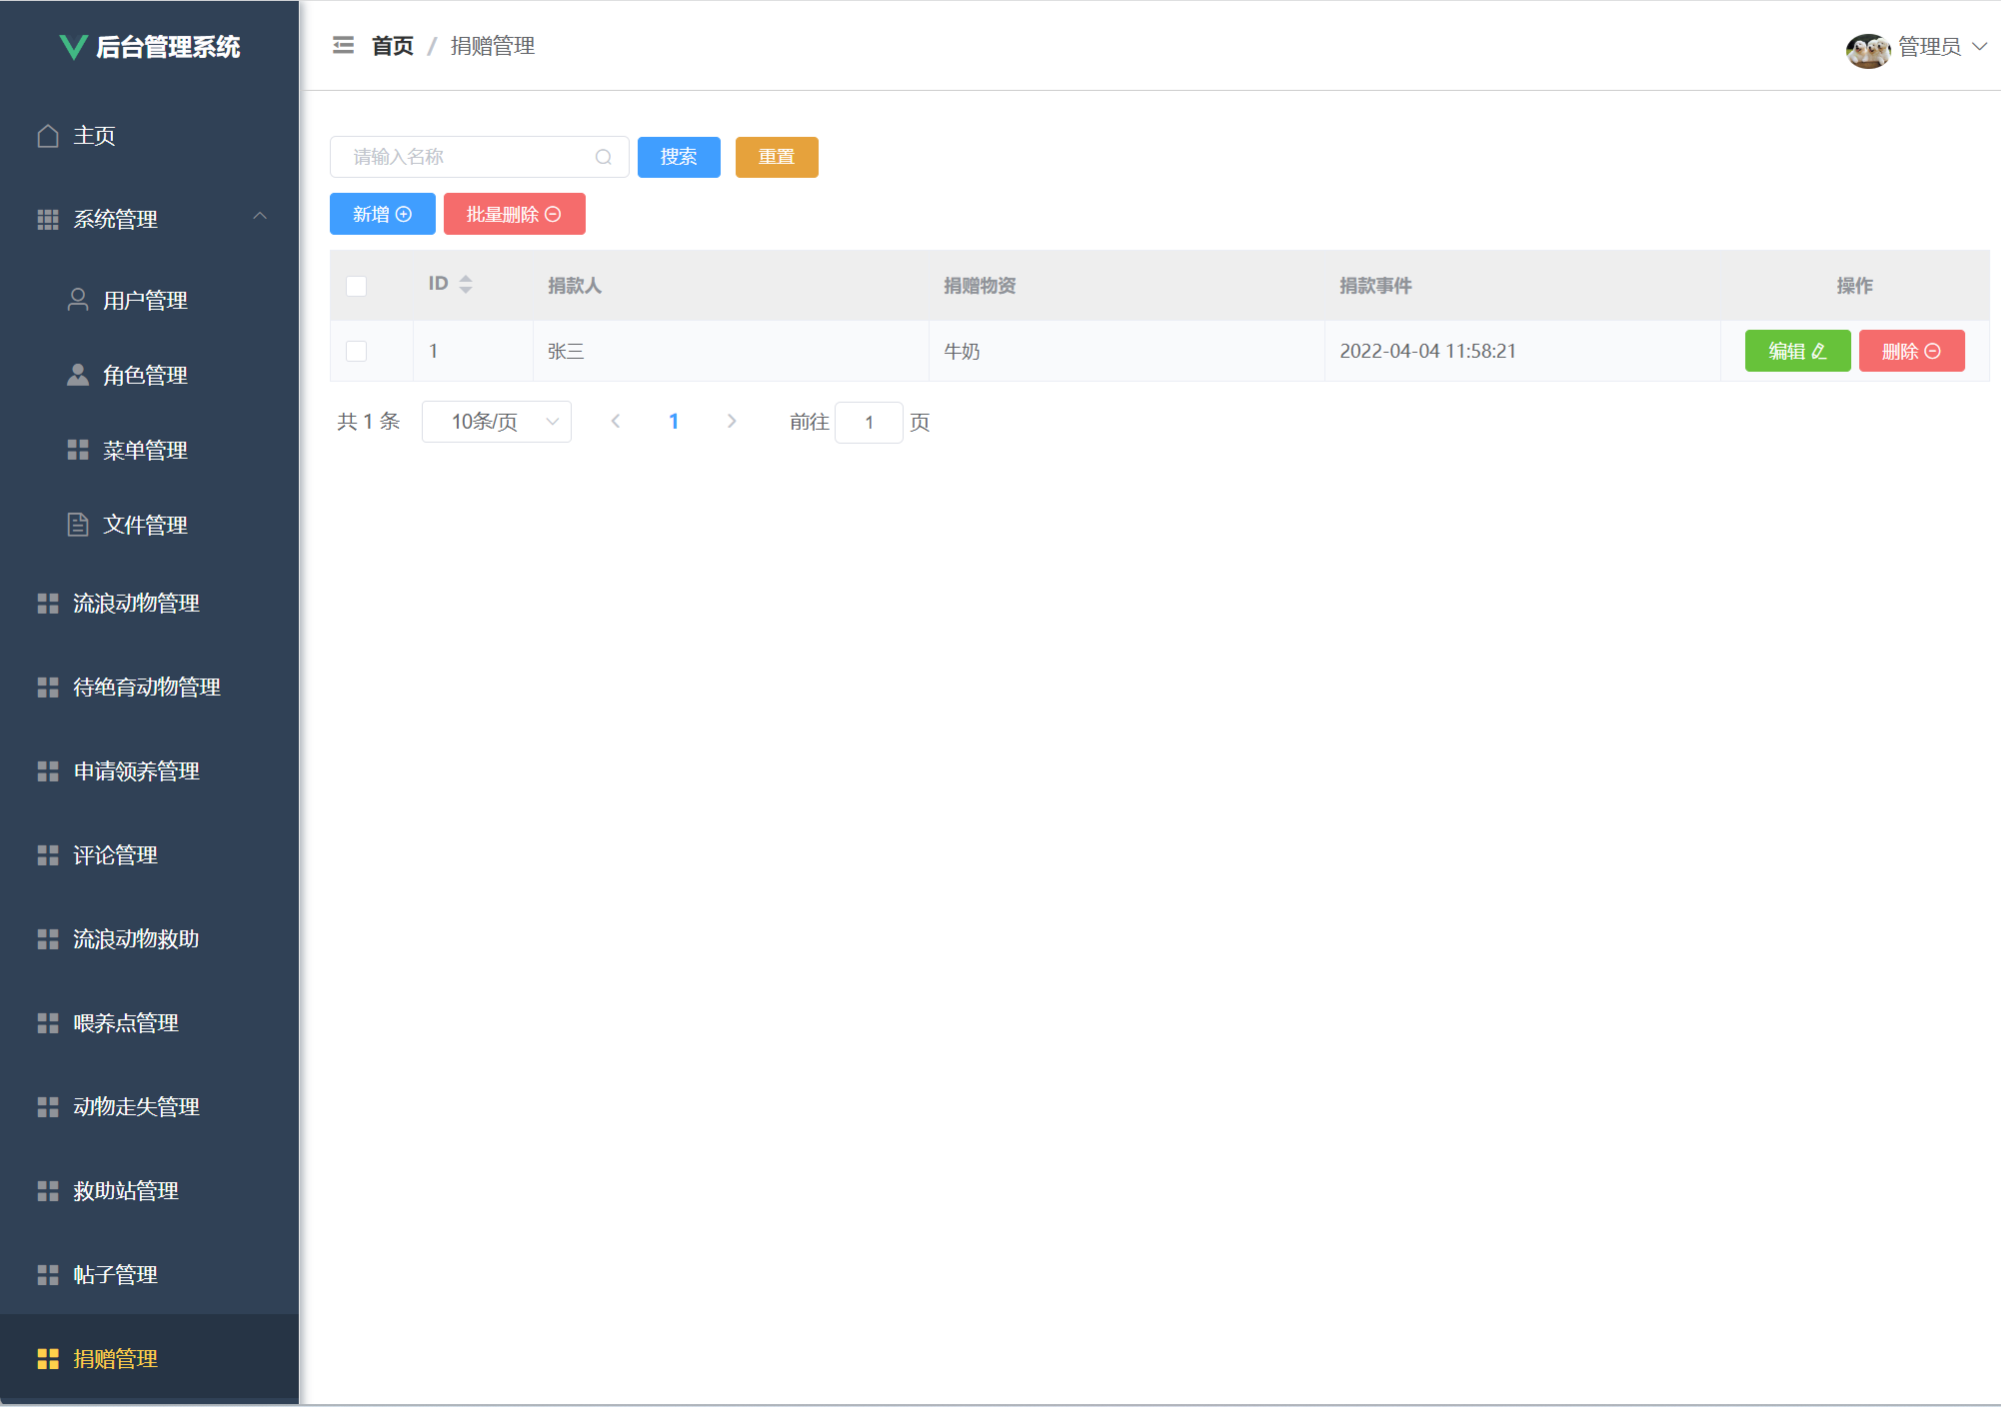 后台管理系统
首页 / 捐赠管理
管理员
主页
系统管理
用户管理
角色管理
菜单管理
文件管理
流浪动物管理
待绝育动物管理
申请领养管理
评论管理
流浪动物救助
喂养点管理
动物走失管理
救助站管理
帖子管理
捐赠管理
请输入名称 搜索 重置
新增 批量删除
ID 捐款人 捐赠物资 捐款事件 操作
1 张三 牛奶 2022-04-04 11:58:21 编辑 删除
共 1 条 10条/页 1 前往 1 页